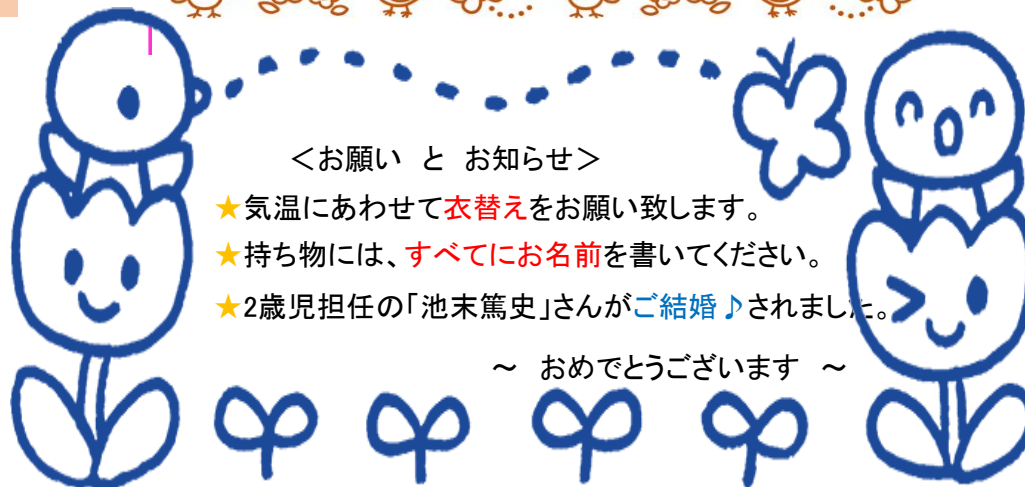 ＜お願い と お知らせ＞
★気温にあわせて衣替えをお願い致します。
★持ち物には、すべてにお名前を書いてください。
★2歳児担任の「池末篤史」さんがご結婚♪されました。
～ おめでとうございます ～